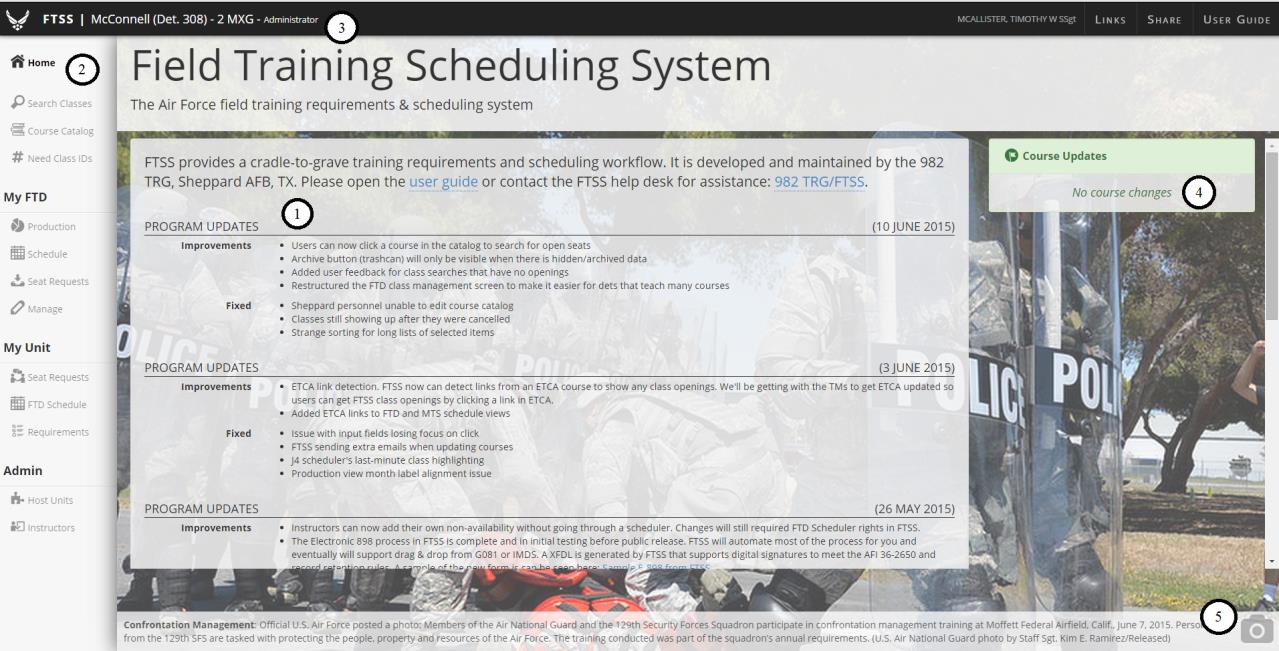 FTSS | McConnell (Det. 308) - 2 MXG - Administrator
3
MCALLISTER, TIMOTHY W SSgt
LINKS
SHARE
USER GUIDE
Home
2
Search Classes
Course Catalog
Need Class IDs
My FTD
Production
Schedule
Seat Requests
Manage
My Unit
Seat Requests
FTD Schedule
Requirements
Admin
Host Units
Instructors
Field Training Scheduling System
The Air Force field training requirements & scheduling system
FTSS provides a cradle-to-grave training requirements and scheduling workflow. It is developed and maintained by the 982
TRG, Sheppard AFB, TX. Please open the user guide or contact the FTSS help desk for assistance: 982 TRG/FTSS.
1
PROGRAM UPDATES (10 JUNE 2015)
Improvements
• Users can now click a course in the catalog to search for open seats
• Archive button (trashcan) will only be visible when there is hidden/archived data
• Added user feedback for class searches that have no openings
• Restructured the FTD class management screen to make it easier for dets that teach many courses
Fixed
• Sheppard personnel unable to edit course catalog
• Classes still showing up after they were cancelled
• Strange sorting for long lists of selected items
PROGRAM UPDATES (3 JUNE 2015)
Improvements
• ETCA link detection. FTSS now can detect links from an ETCA course to show any class openings. We'll be getting with the TMs to get ETCA updated so
users can get FTSS class openings by clicking a link in ETCA.
• Added ETCA links to FTD and MTS schedule views
Fixed
• Issue with input fields losing focus on click
• FTSS sending extra emails when updating courses
• J4 scheduler's last-minute class highlighting
• Production view month label alignment issue
PROGRAM UPDATES (26 MAY 2015)
Improvements
• Instructors can now add their own non-availability without going through a scheduler. Changes will still required FTD Scheduler rights in FTSS.
• The Electronic 898 process in FTSS is complete and in initial testing before public release. FTSS will automate most of the process for you and
eventually will support drag & drop from G081 or IMDS. A XFDL is generated by FTSS that supports digital signatures to meet the AFI 36-2650 and
record retention rules. A sample of the new form is can be seen here: Sample E-898 from FTSS
Course Updates
No course changes
4
POLICE
POLICE
POLIC
POLI
5
Confrontation Management: Official U.S. Air Force posted a photo: Members of the Air National Guard and the 129th Security Forces Squadron participate in confrontation management training at Moffett Federal Airfield, Calif., June 7, 2015. Person
from the 129th SFS are tasked with protecting the people, property and resources of the Air Force. The training conducted was part of the squadron's annual requirements. (U.S. Air National Guard photo by Staff Sgt. Kim E. Ramirez/Released)